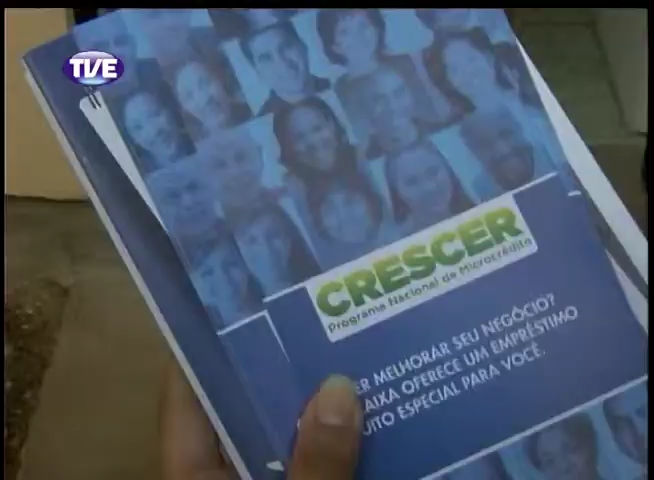 TVE
CRESCER
Programa Nacional de Microcrédito
ER MELHORAR SEU NEGÓCIO?
AIXA OFERECE UM EMPRÉSTIMO
UITO ESPECIAL PARA VOCÊ.